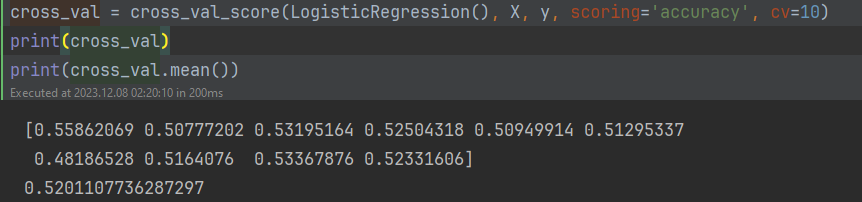 cross_val = cross_val_score(LogisticRegression(), X, y, scoring='accuracy', cv=10)
print(cross_val)
print(cross_val.mean())
Executed at 2023.12.08 02:20:10 in 200ms
[0.55862069 0.50777202 0.53195164 0.52504318 0.50949914 0.51295337
 0.48186528 0.5164076  0.53367876 0.52331606]
0.5201107736287297